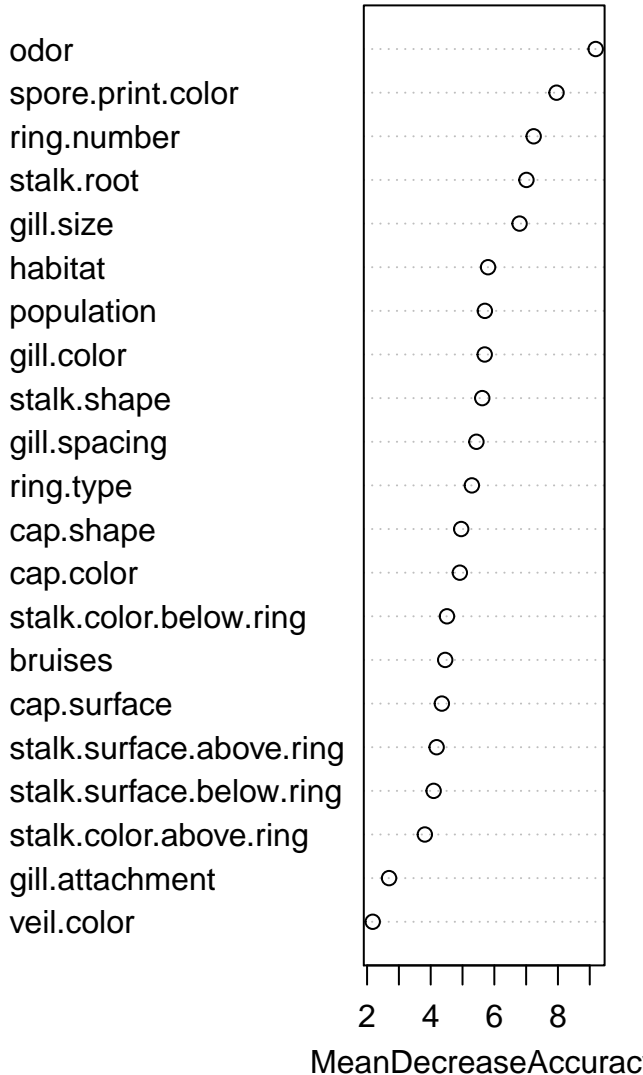 odor
spore.print.color
ring.number
stalk.root
gill.size
habitat
population
gill.color
stalk.shape
gill.spacing
ring.type
cap.shape
cap.color
stalk.color.below.ring
bruises
cap.surface
stalk.surface.above.ring
stalk.surface.below.ring
stalk.color.above.ring
gill.attachment
veil.color
2 4 6 8
MeanDecreaseAccurac